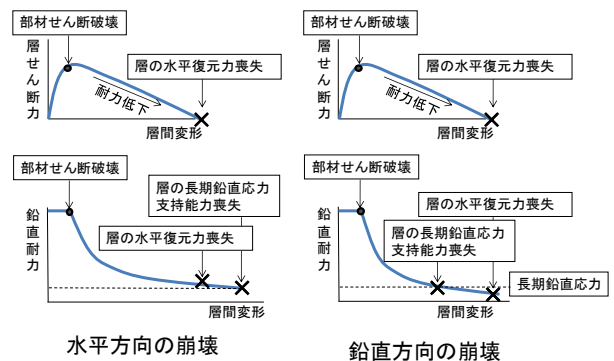 部材せん断破壊
層せん断力
層の水平復元力喪失
耐力低下
層間変形
部材せん断破壊
層せん断力
層の水平復元力喪失
耐力低下
層間変形
部材せん断破壊
鉛直耐力
層の長期鉛直応力
支持能力喪失
層の水平復元力喪失
層間変形
水平方向の崩壊
部材せん断破壊
鉛直耐力
層の水平復元力喪失
層の長期鉛直応力
支持能力喪失
長期鉛直応力
層間変形
鉛直方向の崩壊